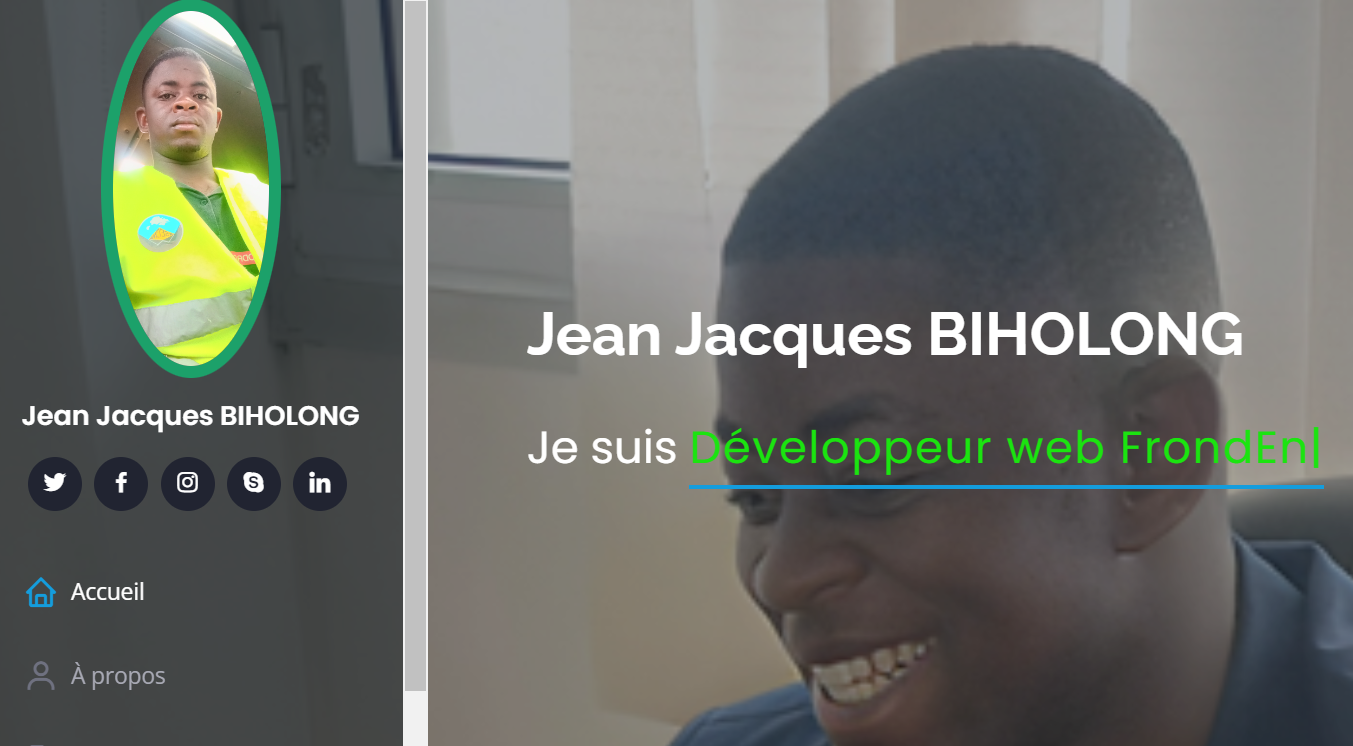 Jean Jacques BIHOLONG
Accueil
À propos
Jean Jacques BIHOLONG
Je suis Développeur web FrondEn|